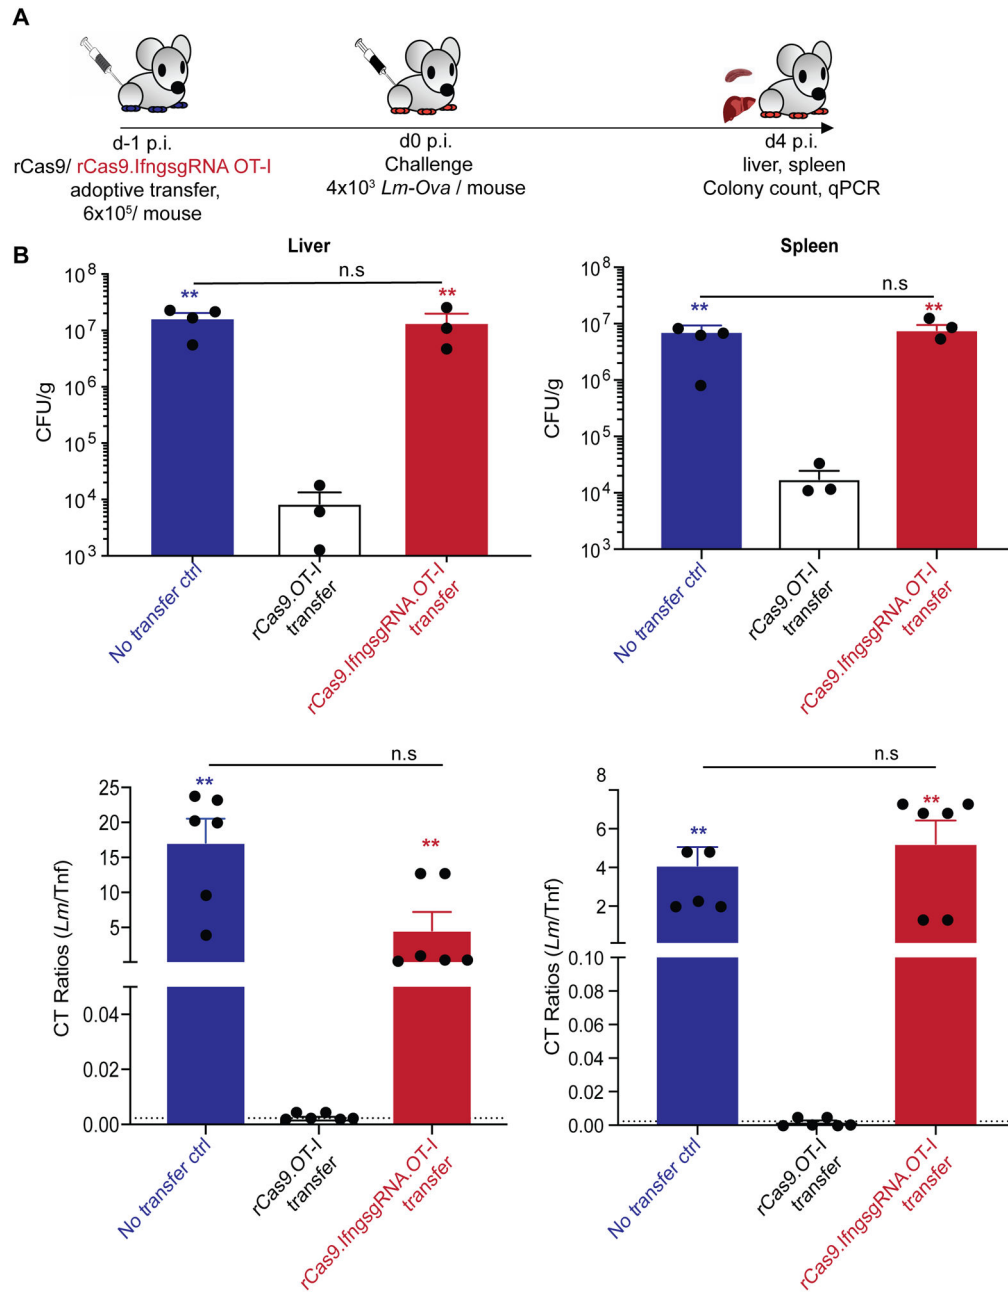 A
d-1 p.i.
rCas9/ rCas9.IfngsgRNA OT-I
adoptive transfer,
6x10⁵/ mouse
d0 p.i.
Challenge
4x10³ Lm-Ova / mouse
d4 p.i.
liver, spleen
Colony count, qPCR
B
Liver
n.s
**
**
CFU/g
10⁸
10⁷
10⁶
10⁵
10⁴
10³
No transfer ctrl
rCas9.OT-I
transfer
rCas9.IfngsgRNA.OT-I
transfer
Spleen
n.s
**
**
CFU/g
10⁸
10⁷
10⁶
10⁵
10⁴
10³
No transfer ctrl
rCas9.OT-I
transfer
rCas9.IfngsgRNA.OT-I
transfer
n.s
**
**
CT Ratios (Lm/Tnf)
25
20
15
10
5
0.04
0.02
0.00
No transfer ctrl
rCas9.OT-I
transfer
rCas9.IfngsgRNA.OT-I
transfer
n.s
**
**
CT Ratios (Lm/Tnf)
8
6
4
2
0.10
0.08
0.06
0.04
0.02
0.00
No transfer ctrl
rCas9.OT-I
transfer
rCas9.IfngsgRNA.OT-I
transfer